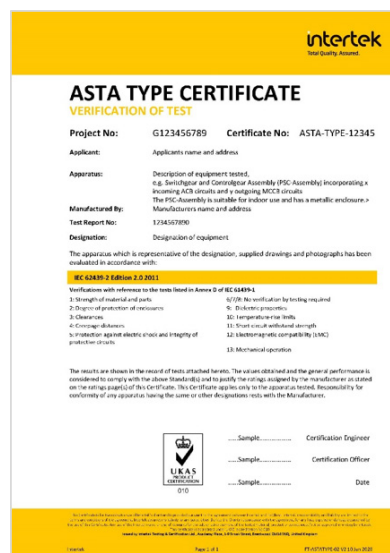 intertek
Total Quality. Assured.
ASTA TYPE CERTIFICATE
VERIFICATION OF TEST
Project No: G123456789 Certificate No: ASTA-TYPE-12345
Applicant: Applicants name and address
Apparatus: Description of equipment tested,
e.g. Switchgear and Controlgear Assembly (PSC-Assembly) incorporating x
incoming ACB circuits and y outgoing MCCB circuits
The PSC-Assembly is suitable for indoor use and has a metallic enclosure.>
Manufactured By: Manufacturers name and address
Test Report No: 1234567890
Designation: Designation of equipment
The apparatus which is representative of the designation, supplied drawings and photographs has been
evaluated in accordance with:
IEC 61439-2 Edition 2.0 2011
Verifications with reference to the tests listed in Annex D of IEC 61439-1
1: Strength of material and parts
2: Degree of protection of enclosures
3: Clearances
4: Creepage distances
5: Protection against electric shock and integrity of
protective circuits
6/7/8: No verification by testing required
9: Dielectric properties
10: Temperature-rise limits
11: Short circuit withstand strength
12: Electromagnetic compatibility (EMC)
13: Mechanical operation
The results are shown in the record of tests attached hereto. The values obtained and the general performance is
considered to comply with the above Standard(s) and to justify the ratings assigned by the manufacturer as stated
on the ratings page(s) of this Certificate. This Certificate applies only to the apparatus tested. Responsibility for
conformity of any apparatus having the same or other designations rests with the Manufacturer.
UKAS
PRODUCT
CERTIFICATION
010
.....Sample............... Certification Engineer
.....Sample............... Certification Officer
.....Sample............... Date
Intertek Page 1 of 1